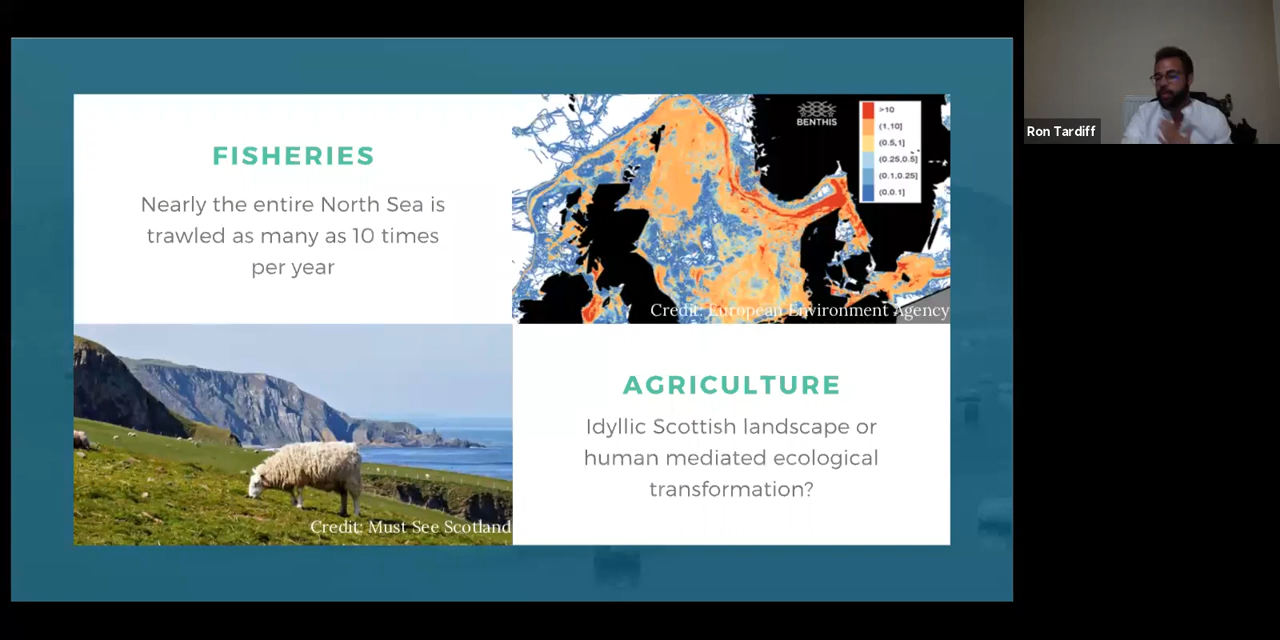 FISHERIES
Nearly the entire North Sea is
trawled as many as 10 times
per year
BENTHIS
>10
(1,10]
(0.5,1]
(0.25,0.5]
(0.1,0.25]
(0,0.1]
Credit: European Environment Agency
Credit: Must See Scotland
AGRICULTURE
Idyllic Scottish landscape or
human mediated ecological
transformation?
Ron Tardiff